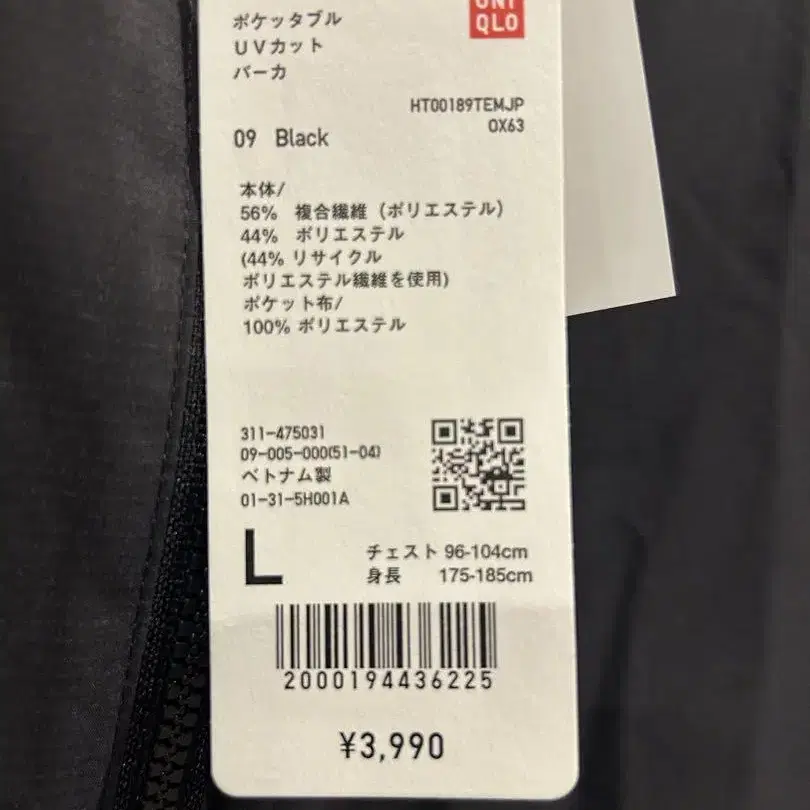 UNI
QLO
ポケッタブル
UVカット
パーカ
HT00189TEMJP
OX63
09 Black
本体/
56% 複合繊維（ポリエステル）
44% ポリエステル
(44% リサイクル
ポリエステル繊維を使用)
ポケット布/
100% ポリエステル
311-475031
09-005-000(51-04)
ベトナム製
01-31-5H001A
L
チェスト 96-104cm
身長 175-185cm
2000194436225
¥3,990